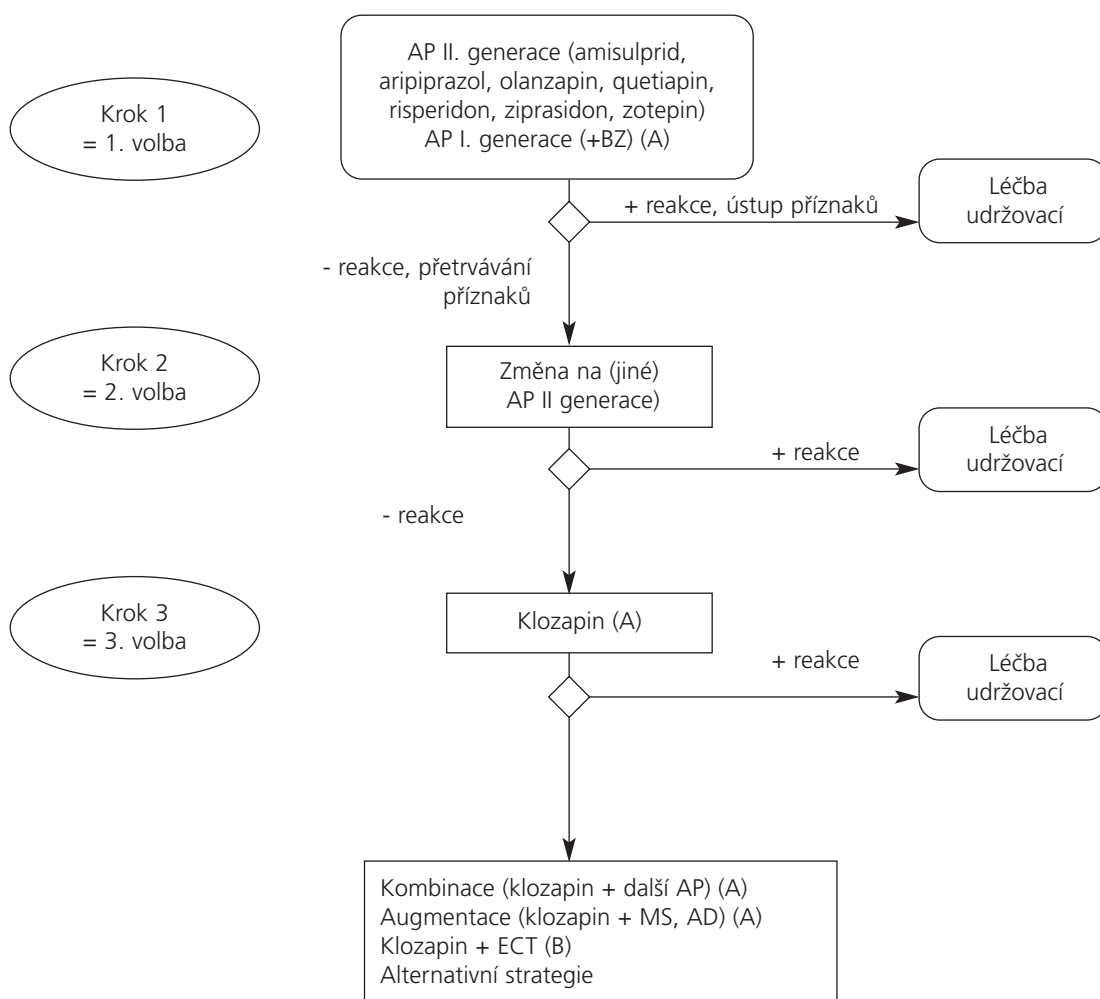 Krok 1
= 1. volba
AP II. generace (amisulprid,
aripiprazol, olanzapin, quetiapin,
risperidon, ziprasidon, zotepin)
AP I. generace (+BZ) (A)
+ reakce, ústup příznaků
Léčba
udržovací
- reakce, přetrvávání
příznaků
Krok 2
= 2. volba
Změna na (jiné)
AP II generace)
+ reakce
Léčba
udržovací
- reakce
Krok 3
= 3. volba
Klozapin (A)
+ reakce
Léčba
udržovací
Kombinace (klozapin + další AP) (A)
Augmentace (klozapin + MS, AD) (A)
Klozapin + ECT (B)
Alternativní strategie